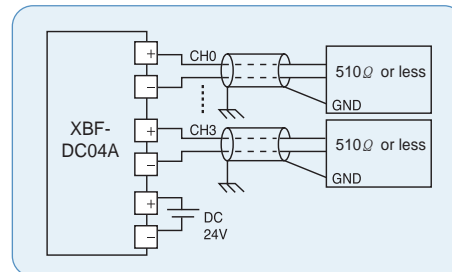 +
CH0
510Ω or less
−
GND
XBF-
DC04A
+
CH3
510Ω or less
−
GND
+
DC
24V
−